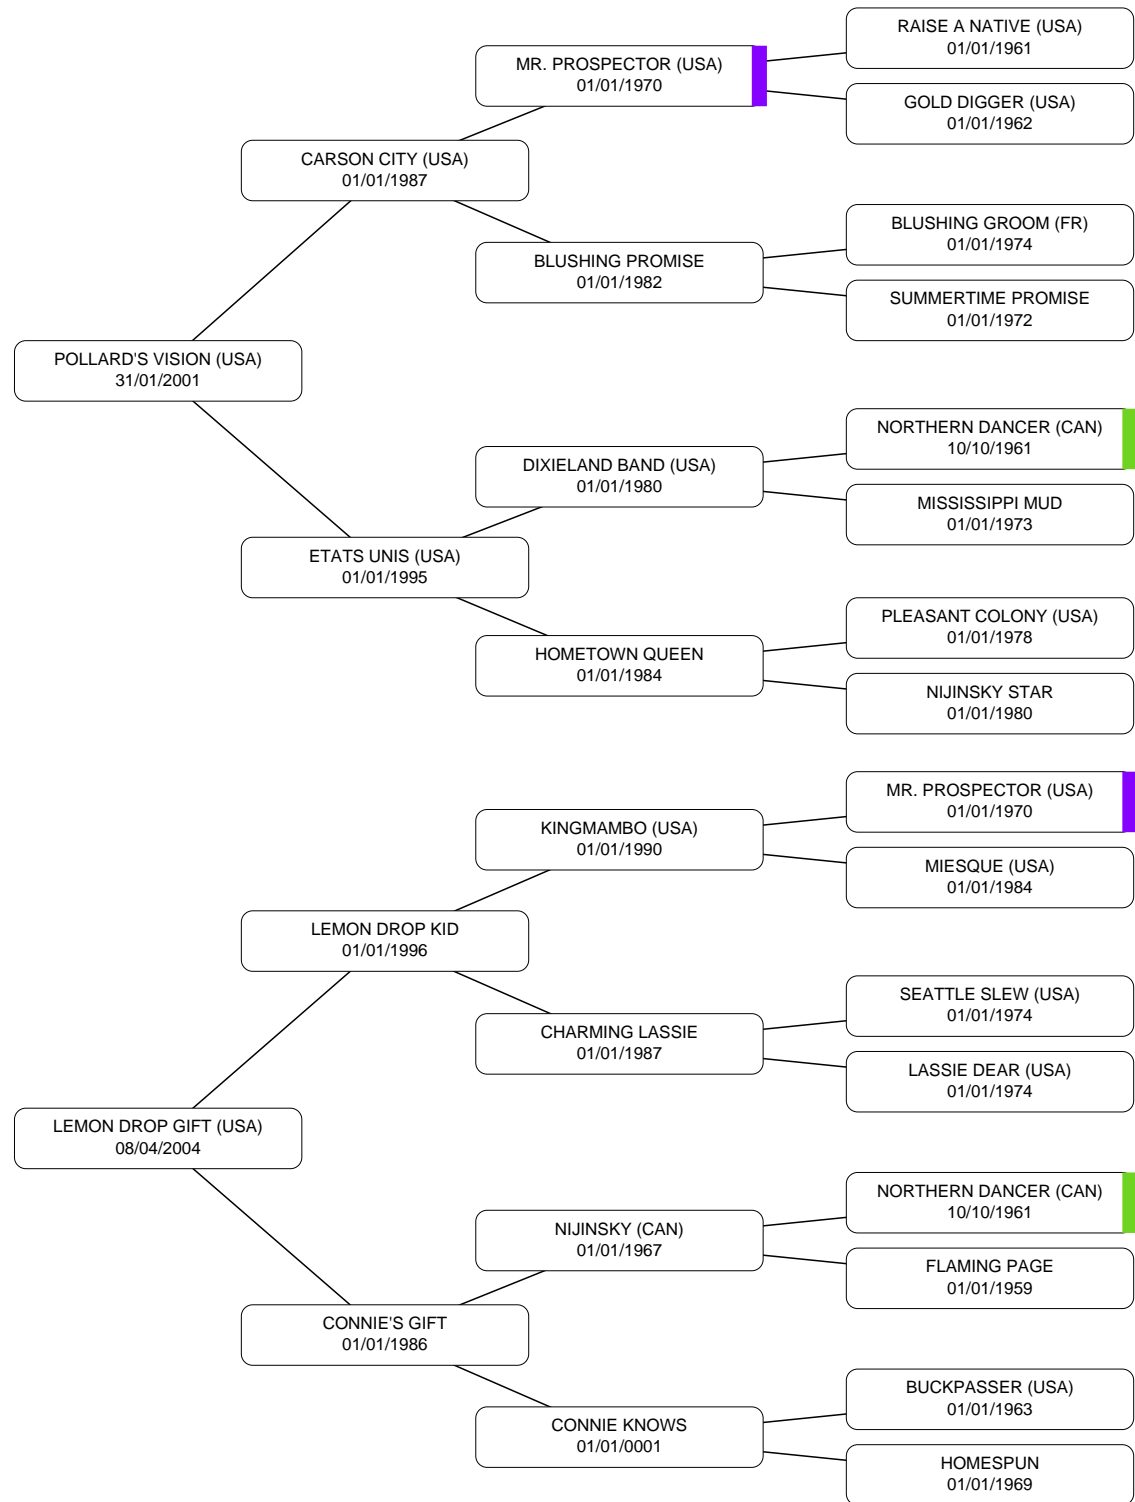 RAISE A NATIVE (USA)
01/01/1961
MR. PROSPECTOR (USA)
01/01/1970
GOLD DIGGER (USA)
01/01/1962
CARSON CITY (USA)
01/01/1987
BLUSHING GROOM (FR)
01/01/1974
BLUSHING PROMISE
01/01/1982
SUMMERTIME PROMISE
01/01/1972
POLLARD'S VISION (USA)
31/01/2001
NORTHERN DANCER (CAN)
10/10/1961
DIXIELAND BAND (USA)
01/01/1980
MISSISSIPPI MUD
01/01/1973
ETATS UNIS (USA)
01/01/1995
PLEASANT COLONY (USA)
01/01/1978
HOMETOWN QUEEN
01/01/1984
NIJINSKY STAR
01/01/1980
MR. PROSPECTOR (USA)
01/01/1970
KINGMAMBO (USA)
01/01/1990
MIESQUE (USA)
01/01/1984
LEMON DROP KID
01/01/1996
SEATTLE SLEW (USA)
01/01/1974
CHARMING LASSIE
01/01/1987
LASSIE DEAR (USA)
01/01/1974
LEMON DROP GIFT (USA)
08/04/2004
NORTHERN DANCER (CAN)
10/10/1961
NIJINSKY (CAN)
01/01/1967
FLAMING PAGE
01/01/1959
CONNIE'S GIFT
01/01/1986
BUCKPASSER (USA)
01/01/1963
CONNIE KNOWS
01/01/0001
HOMESPUN
01/01/1969